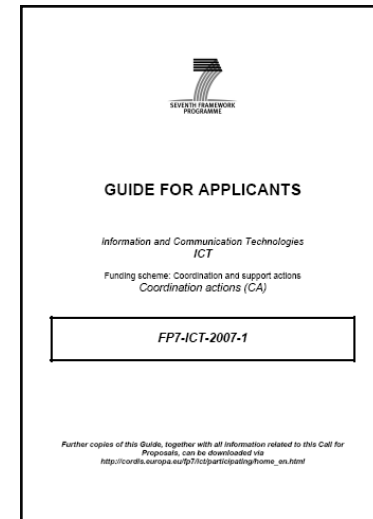 SEVENTH FRAMEWORK
PROGRAMME
GUIDE FOR APPLICANTS
Information and Communication Technologies
ICT
Funding scheme: Coordination and support actions
Coordination actions (CA)
FP7-ICT-2007-1
Further copies of this Guide, together with all information related to this Call for
Proposals, can be downloaded via
http://cordis.europa.eu/fp7/ict/participating/home_en.html